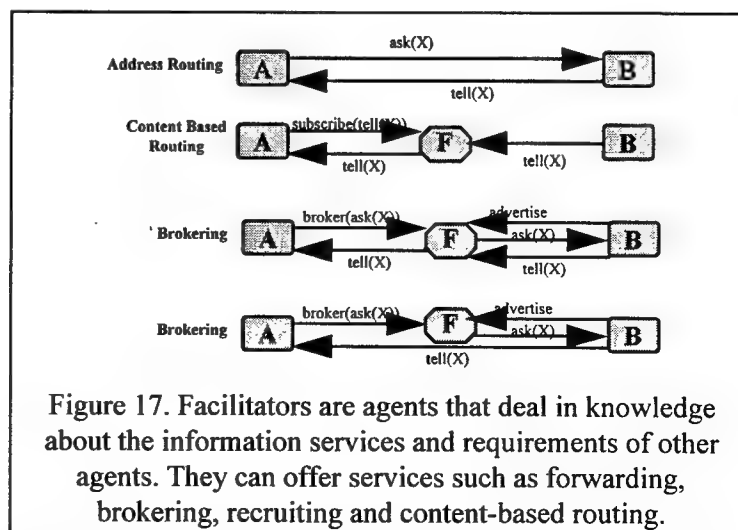 ask(X)
Address Routing
A
B
tell(X)
Content Based
Routing
subscribe(tell(X))
A
F
B
tell(X)
tell(X)
Brokering
broker(ask(X))
advertise
A
F
ask(X)
B
tell(X)
tell(X)
Brokering
broker(ask(X))
advertise
A
F
ask(X)
B
tell(X)
Figure 17. Facilitators are agents that deal in knowledge
about the information services and requirements of other
agents. They can offer services such as forwarding,
brokering, recruiting and content-based routing.